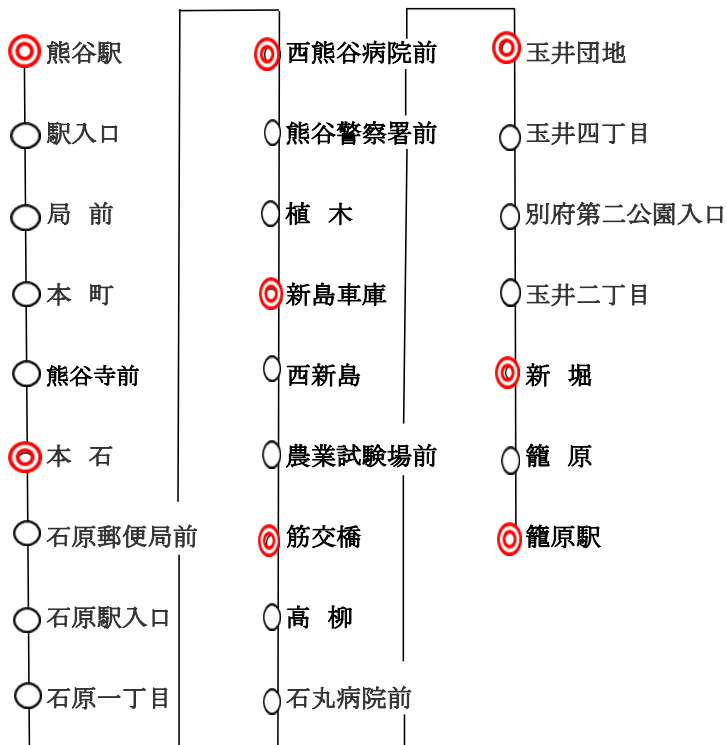 熊谷駅
駅入口
局 前
本 町
熊谷寺前
本 石
石原郵便局前
石原駅入口
石原一丁目
西熊谷病院前
熊谷警察署前
植 木
新島車庫
西新島
農業試験場前
筋交橋
高 柳
石丸病院前
玉井団地
玉井四丁目
別府第二公園入口
玉井二丁目
新 堀
籠 原
籠原駅